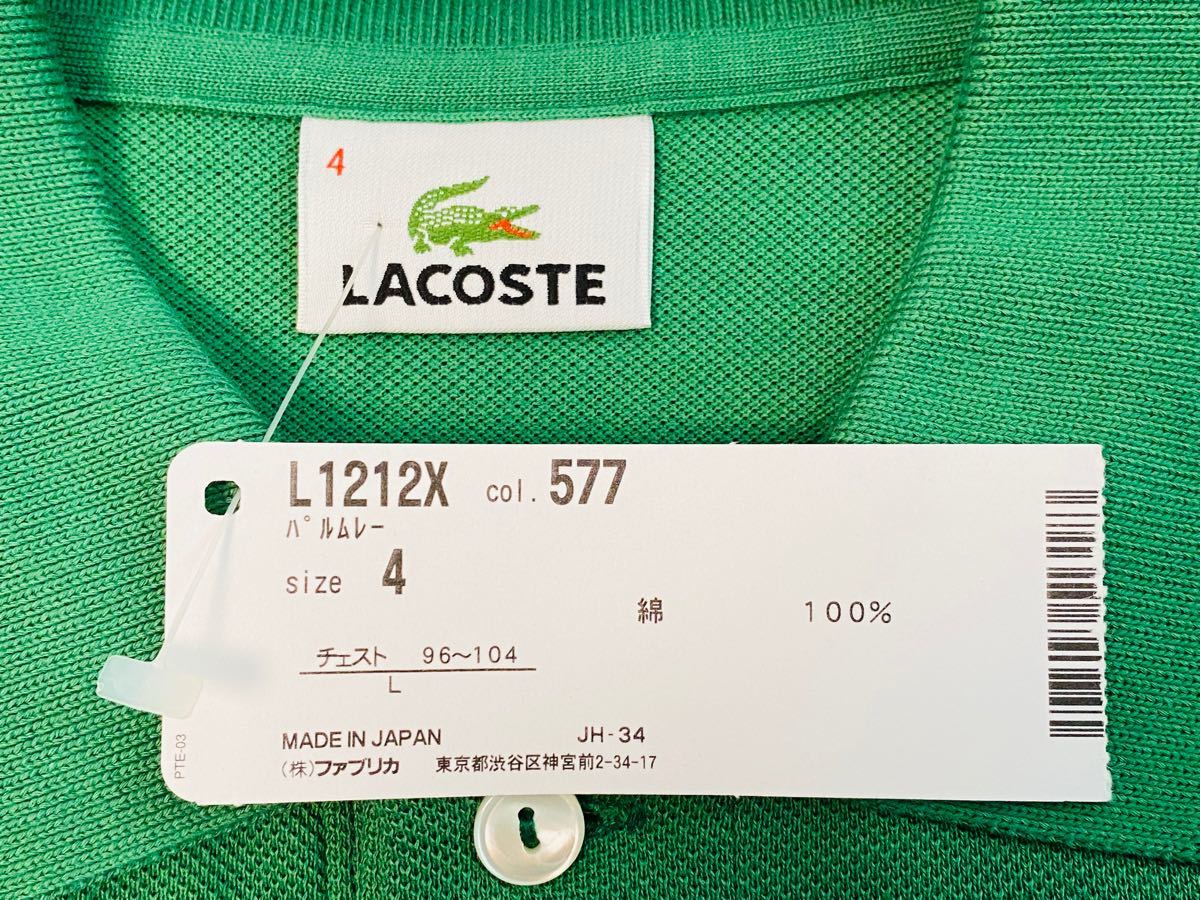 4
LACOSTE
L1212X col. 577
パルムレー
size 4
綿 100%
チェスト 96～104
L
MADE IN JAPAN JH-34
(株)ファブリカ 東京都渋谷区神宮前2-34-17
PTE-03